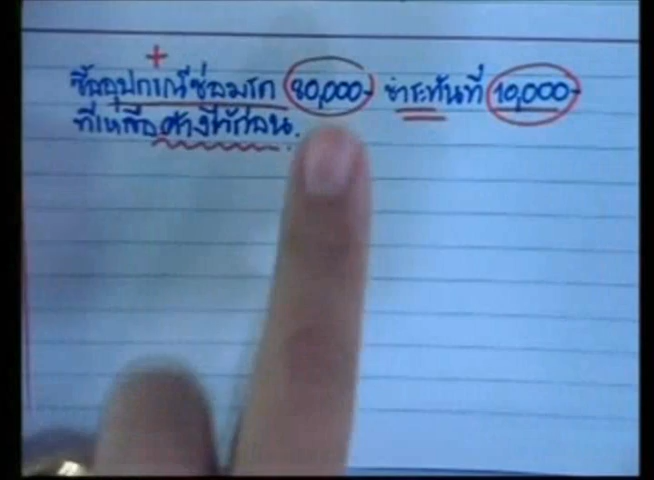 +
ซื้ออุปกรณ์ซ่อมรถ 80,000- ชำระทันที 10,000-
ที่เหลือค้างไว้ก่อน.